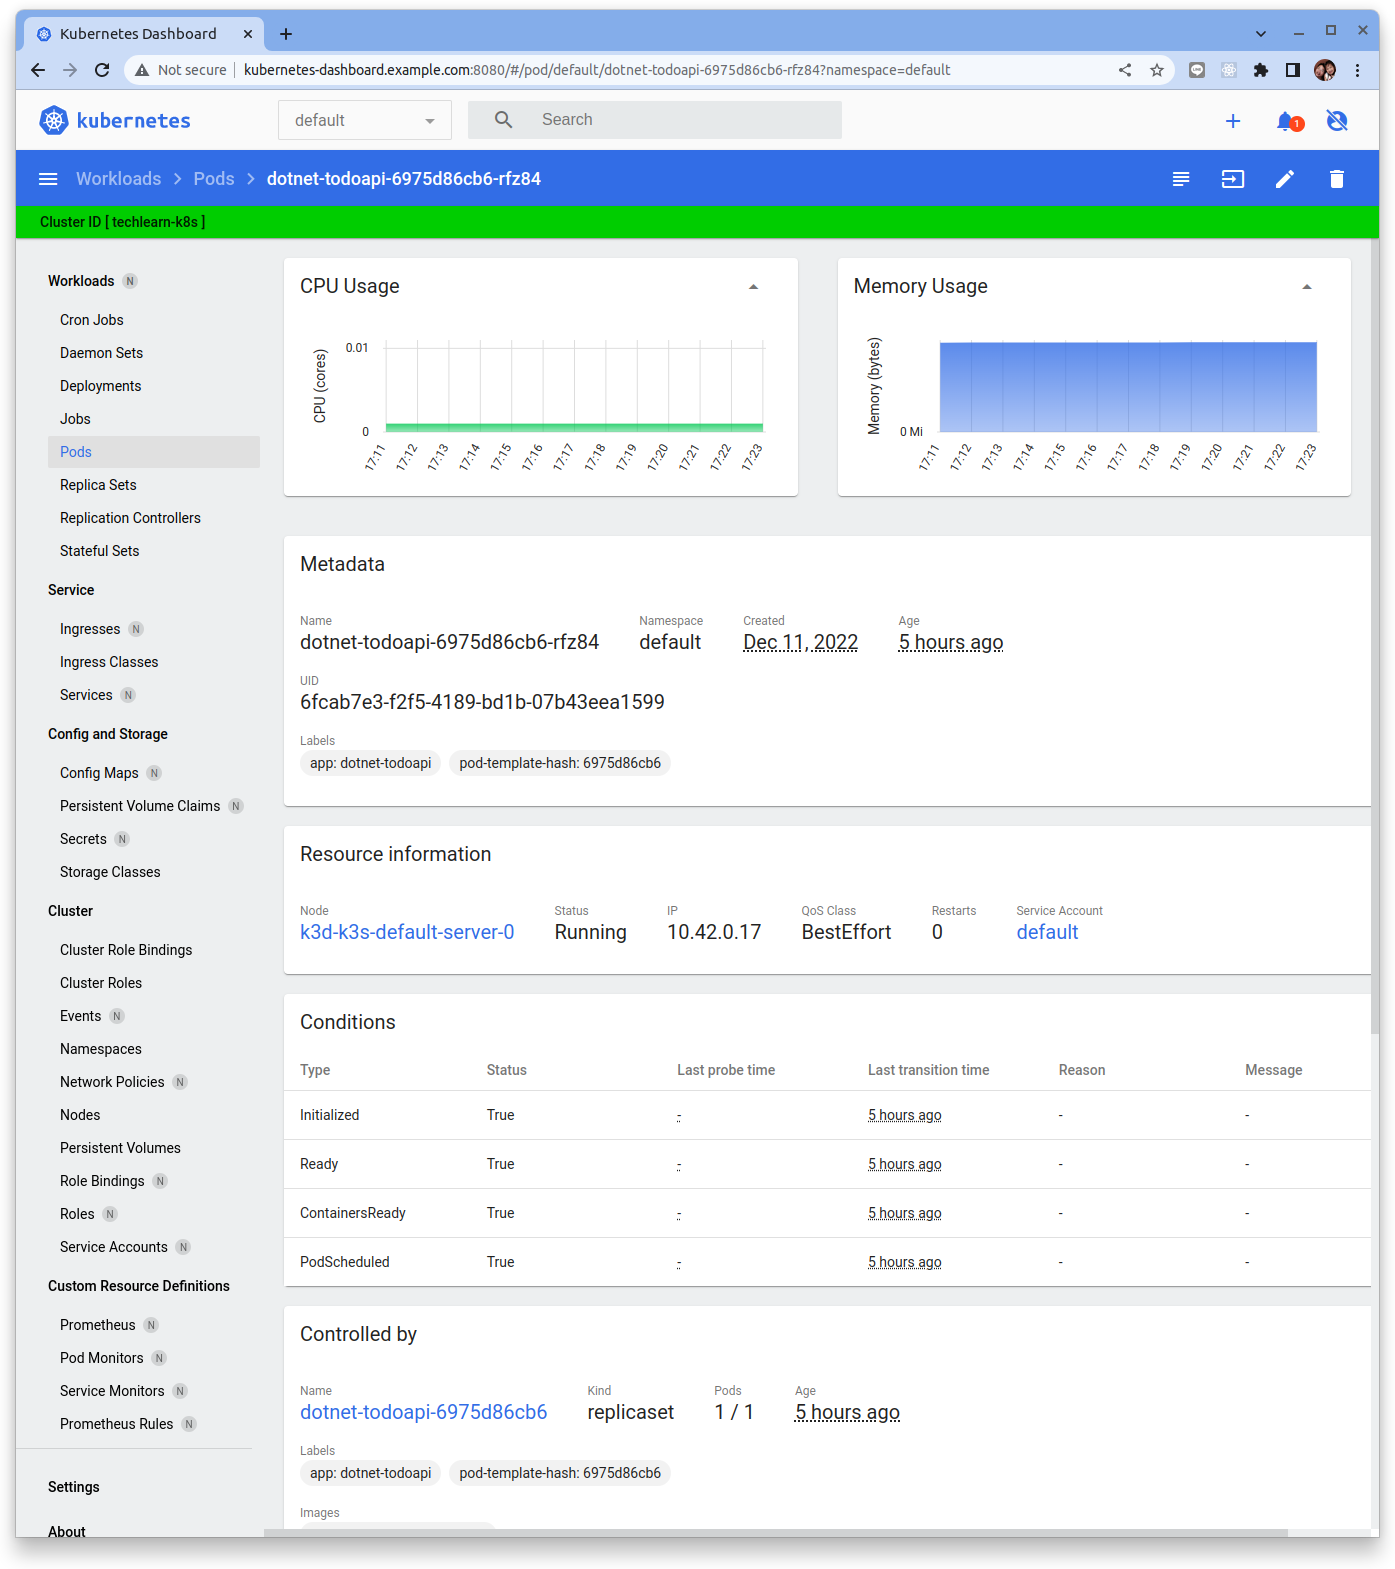 Kubernetes Dashboard
Not secure
kubernetes-dashboard.example.com:8080/#/pod/default/dotnet-todoapi-6975d86cb6-rfz84?namespace=default
kubernetes
default
Search
1
Workloads
Pods
dotnet-todoapi-6975d86cb6-rfz84
Cluster ID [ techlearn-k8s ]
Workloads N
Cron Jobs
Daemon Sets
Deployments
Jobs
Pods
Replica Sets
Replication Controllers
Stateful Sets
Service
Ingresses N
Ingress Classes
Services N
Config and Storage
Config Maps N
Persistent Volume Claims N
Secrets N
Storage Classes
Cluster
Cluster Role Bindings
Cluster Roles
Events N
Namespaces
Network Policies N
Nodes
Persistent Volumes
Role Bindings N
Roles N
Service Accounts N
Custom Resource Definitions
Prometheus N
Pod Monitors N
Service Monitors N
Prometheus Rules N
Settings
About
CPU Usage
CPU (cores)
0.01
0
17:11 17:12 17:13 17:14 17:15 17:16 17:17 17:18 17:19 17:20 17:21 17:22 17:23
Memory Usage
Memory (bytes)
0 Mi
17:11 17:12 17:13 17:14 17:15 17:16 17:17 17:18 17:19 17:20 17:21 17:22 17:23
Metadata
Name Namespace Created Age
dotnet-todoapi-6975d86cb6-rfz84 default Dec 11, 2022 5 hours ago
UID
6fcab7e3-f2f5-4189-bd1b-07b43eea1599
Labels
app: dotnet-todoapi pod-template-hash: 6975d86cb6
Resource information
Node Status IP QoS Class Restarts Service Account
k3d-k3s-default-server-0 Running 10.42.0.17 BestEffort 0 default
Conditions
Type Status Last probe time Last transition time Reason Message
Initialized True - 5 hours ago - -
Ready True - 5 hours ago - -
ContainersReady True - 5 hours ago - -
PodScheduled True - 5 hours ago - -
Controlled by
Name Kind Pods Age
dotnet-todoapi-6975d86cb6 replicaset 1 / 1 5 hours ago
Labels
app: dotnet-todoapi pod-template-hash: 6975d86cb6
Images